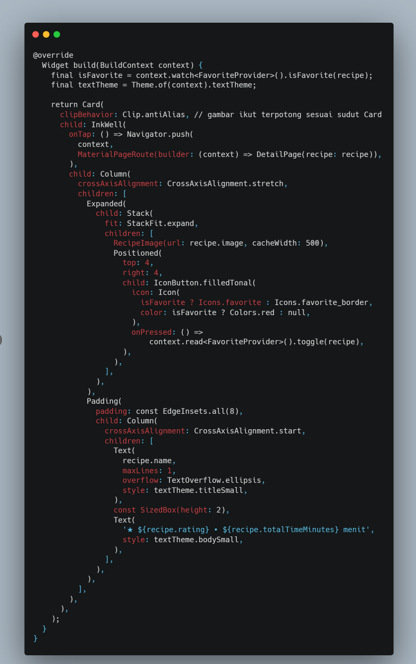 @override
  Widget build(BuildContext context) {
    final isFavorite = context.watch<FavoriteProvider>().isFavorite(recipe);
    final textTheme = Theme.of(context).textTheme;

    return Card(
      clipBehavior: Clip.antiAlias, // gambar ikut terpotong sesuai sudut Card
      child: InkWell(
        onTap: () => Navigator.push(
          context,
          MaterialPageRoute(builder: (context) => DetailPage(recipe: recipe)),
        ),
        child: Column(
          crossAxisAlignment: CrossAxisAlignment.stretch,
          children: [
            Expanded(
              child: Stack(
                fit: StackFit.expand,
                children: [
                  RecipeImage(url: recipe.image, cacheWidth: 500),
                  Positioned(
                    top: 4,
                    right: 4,
                    child: IconButton.filledTonal(
                      icon: Icon(
                        isFavorite ? Icons.favorite : Icons.favorite_border,
                        color: isFavorite ? Colors.red : null,
                      ),
                      onPressed: () =>
                          context.read<FavoriteProvider>().toggle(recipe),
                    ),
                  ),
                ],
              ),
            ),
            Padding(
              padding: const EdgeInsets.all(8),
              child: Column(
                crossAxisAlignment: CrossAxisAlignment.start,
                children: [
                  Text(
                    recipe.name,
                    maxLines: 1,
                    overflow: TextOverflow.ellipsis,
                    style: textTheme.titleSmall,
                  ),
                  const SizedBox(height: 2),
                  Text(
                    '★ ${recipe.rating} • ${recipe.totalTimeMinutes} menit',
                    style: textTheme.bodySmall,
                  ),
                ],
              ),
            ),
          ],
        ),
      ),
    );
  }
}